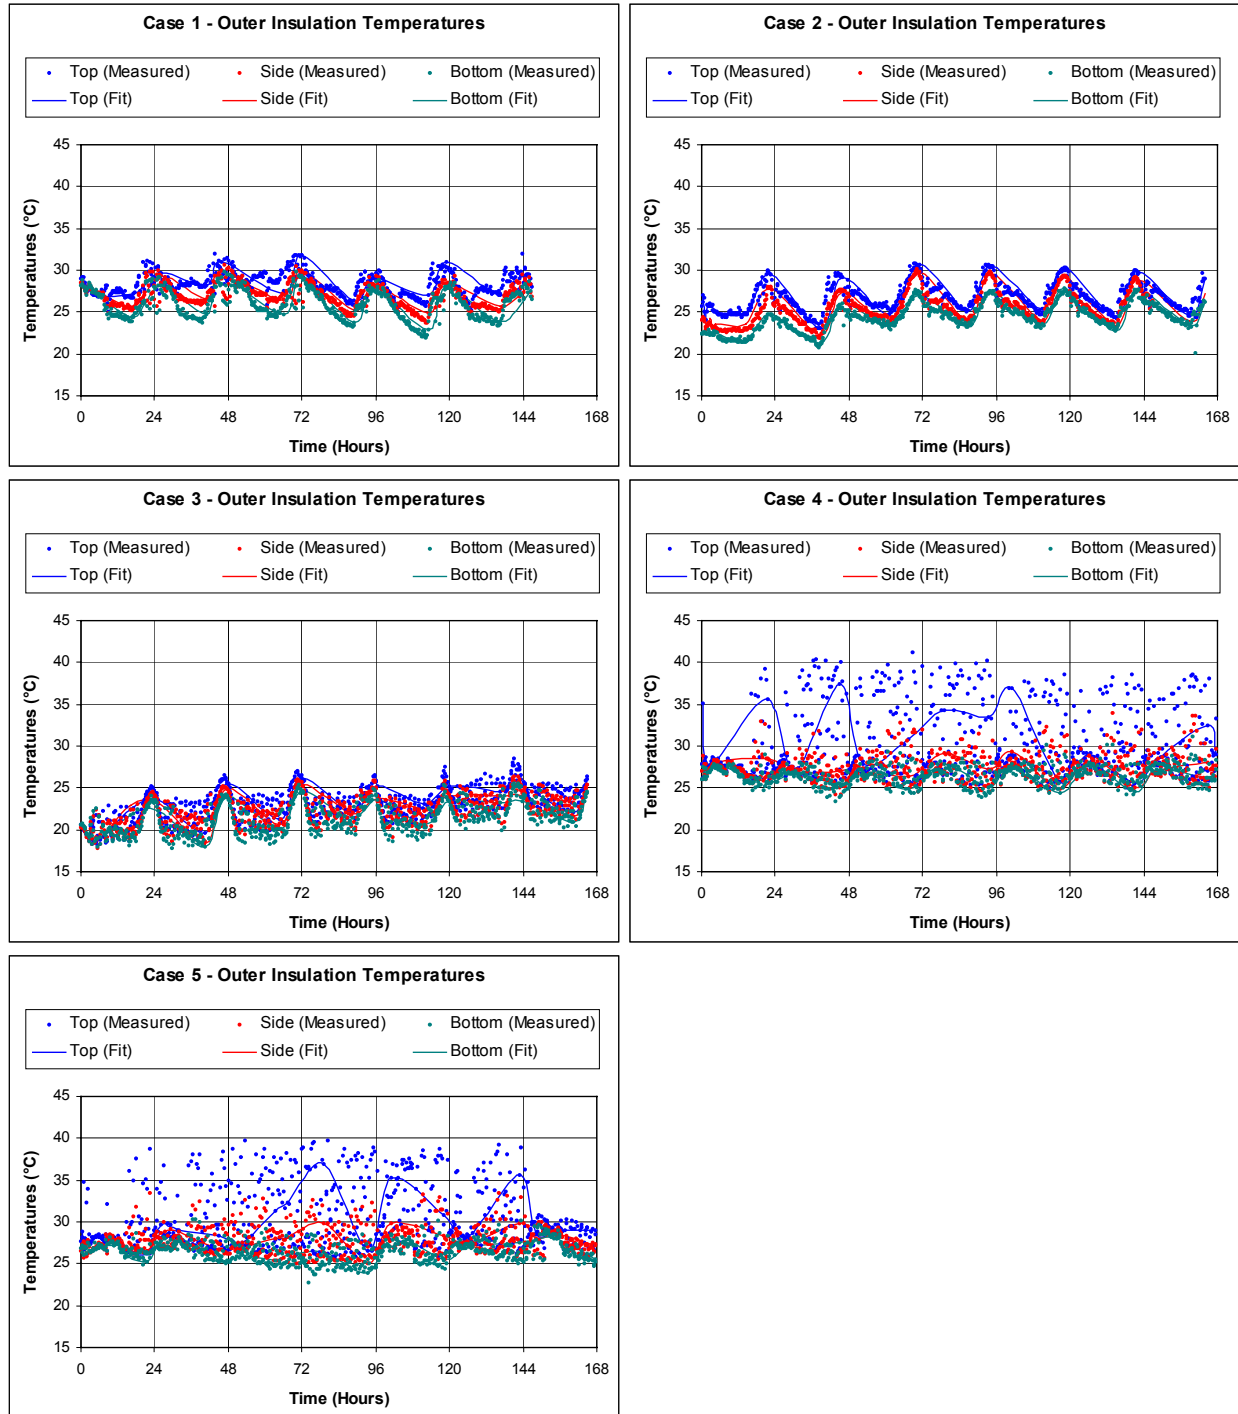 Case 1 - Outer Insulation Temperatures
Top (Measured) Side (Measured) Bottom (Measured)
Top (Fit) Side (Fit) Bottom (Fit)
45
40
35
30
25
20
15
Temperatures (°C)
0 24 48 72 96 120 144 168
Time (Hours)
Case 2 - Outer Insulation Temperatures
Top (Measured) Side (Measured) Bottom (Measured)
Top (Fit) Side (Fit) Bottom (Fit)
45
40
35
30
25
20
15
Temperatures (°C)
0 24 48 72 96 120 144 168
Time (Hours)
Case 3 - Outer Insulation Temperatures
Top (Measured) Side (Measured) Bottom (Measured)
Top (Fit) Side (Fit) Bottom (Fit)
45
40
35
30
25
20
15
Temperatures (°C)
0 24 48 72 96 120 144 168
Time (Hours)
Case 4 - Outer Insulation Temperatures
Top (Measured) Side (Measured) Bottom (Measured)
Top (Fit) Side (Fit) Bottom (Fit)
45
40
35
30
25
20
15
Temperatures (°C)
0 24 48 72 96 120 144 168
Time (Hours)
Case 5 - Outer Insulation Temperatures
Top (Measured) Side (Measured) Bottom (Measured)
Top (Fit) Side (Fit) Bottom (Fit)
45
40
35
30
25
20
15
Temperatures (°C)
0 24 48 72 96 120 144 168
Time (Hours)